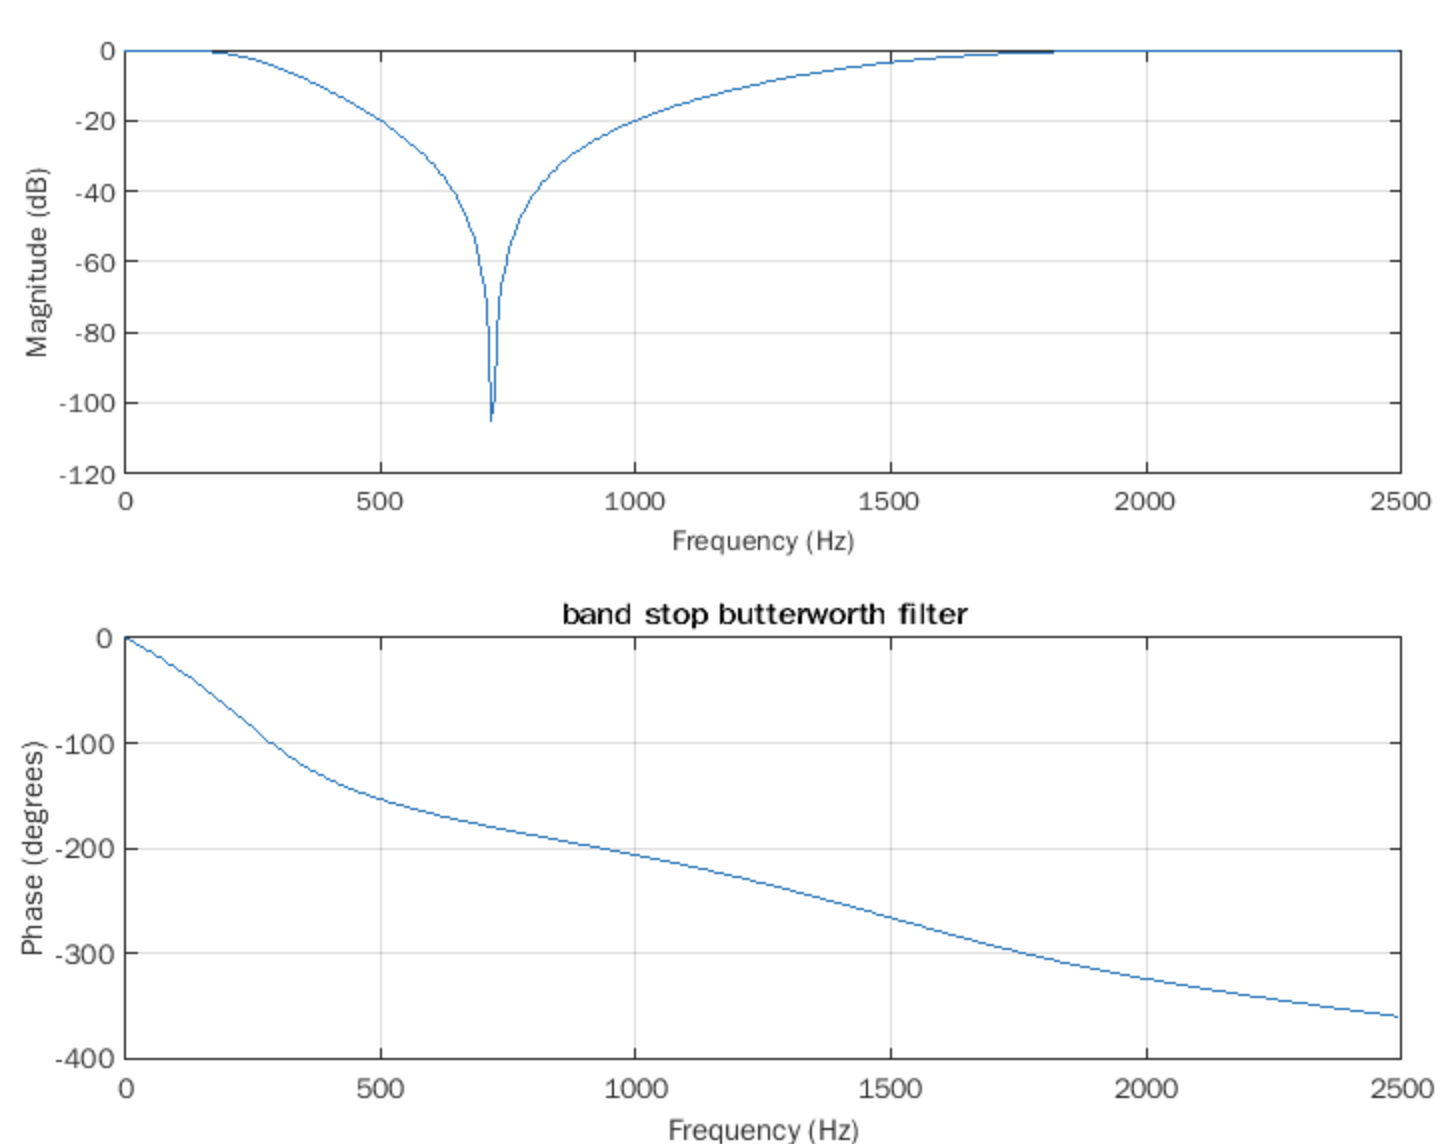 0
-20
-40
-60
-80
-100
-120
Magnitude (dB)
0 500 1000 1500 2000 2500
Frequency (Hz)
band stop butterworth filter
0
-100
-200
-300
-400
Phase (degrees)
0 500 1000 1500 2000 2500
Frequency (Hz)